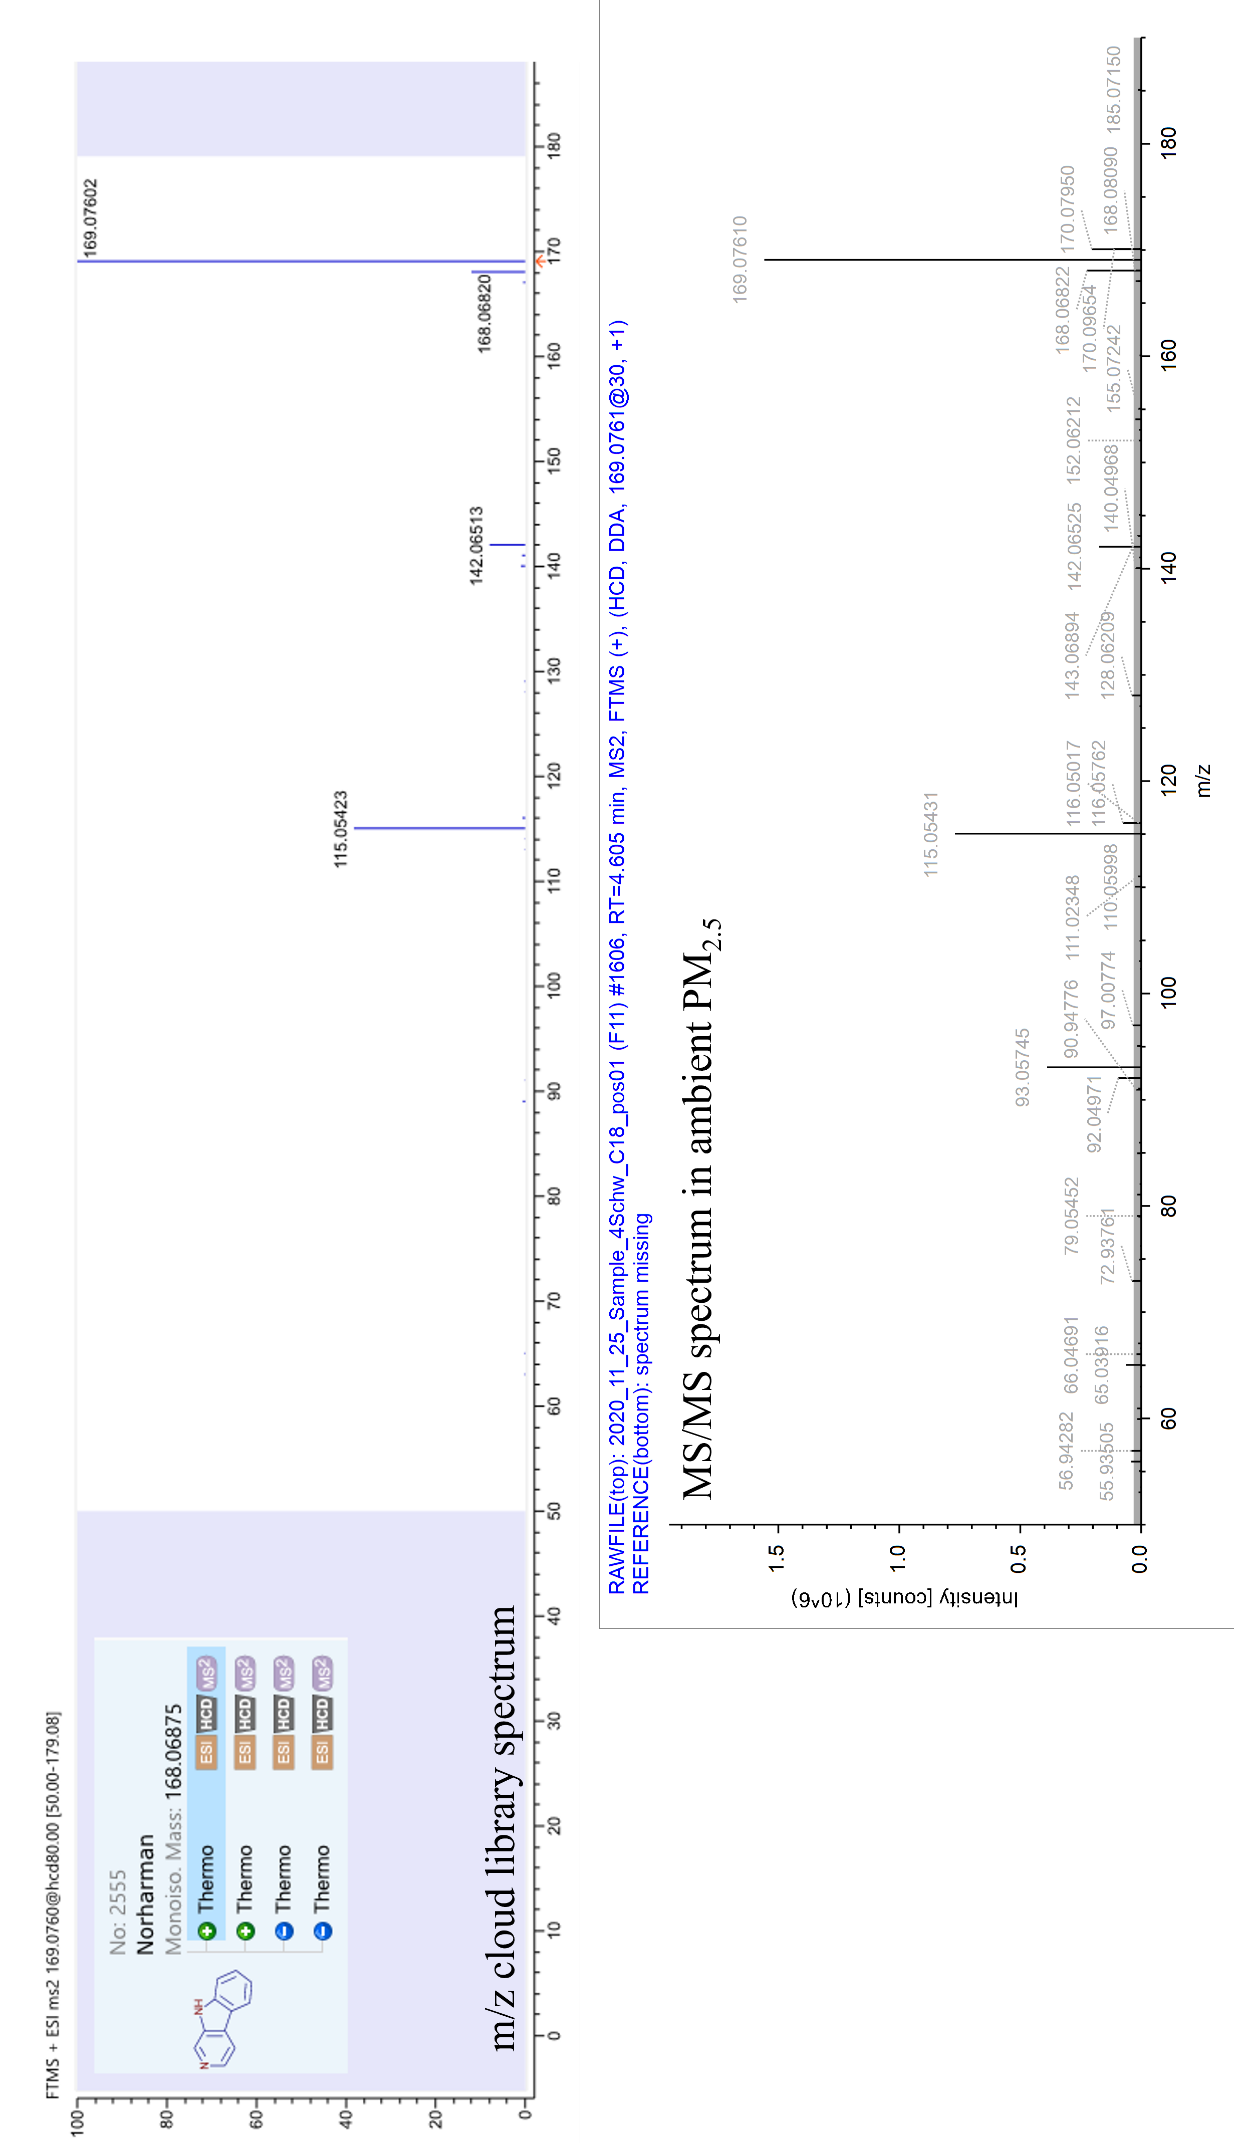 FTMS + ESI ms2 169.0760@hcd80.00 [50.00-179.08]
No: 2555
Norharman
Monoiso. Mass: 168.06875
Thermo ESI HCD MS2
Thermo ESI HCD MS2
Thermo ESI HCD MS2
Thermo ESI HCD MS2
N
NH
m/z cloud library spectrum
100
80
60
40
20
0
115.05423
142.06513
168.06820
169.07602
0 10 20 30 40 50 60 70 80 90 100 110 120 130 140 150 160 170 180
RAWFILE(top): 2020_11_25_Sample_4Schw_C18_pos01 (F11) #1606, RT=4.605 min, MS2, FTMS (+), (HCD, DDA, 169.0761@30, +1)
REFERENCE(bottom): spectrum missing
MS/MS spectrum in ambient PM2.5
Intensity [counts] (10^6)
1.5
1.0
0.5
0.0
55.93505
56.94282
65.03916
66.04691
72.93761
79.05452
92.04971
93.05745
90.94776
97.00774
111.02348
110.05998
115.05431
116.05017
116.05762
128.06209
143.06894
142.06525
140.04968
152.06212
155.07242
170.09654
168.06822
169.07610
170.07950
168.08090
185.07150
60 80 100 120 140 160 180
m/z